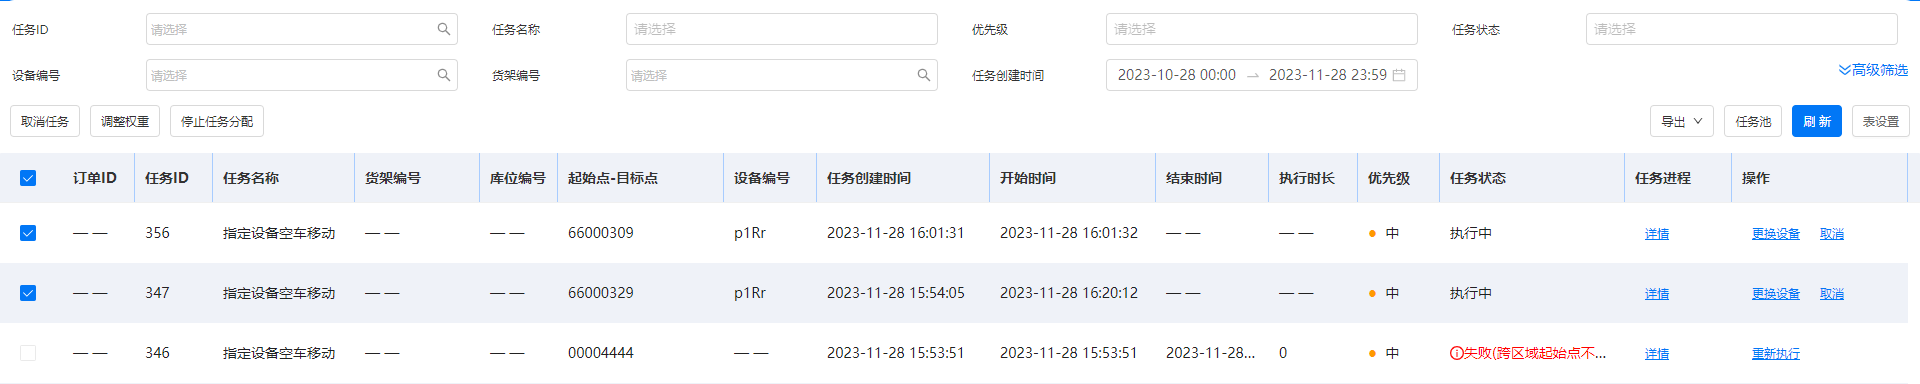 任务ID 请选择 任务名称 请选择 优先级 请选择 任务状态 请选择
设备编号 请选择 货架编号 请选择 任务创建时间 2023-10-28 00:00 → 2023-11-28 23:59 高级筛选
取消任务 调整权重 停止任务分配 导出 任务池 刷 新 表设置
订单ID 任务ID 任务名称 货架编号 库位编号 起始点-目标点 设备编号 任务创建时间 开始时间 结束时间 执行时长 优先级 任务状态 任务进程 操作
— — 356 指定设备空车移动 — — — — 66000309 p1Rr 2023-11-28 16:01:31 2023-11-28 16:01:32 — — — — 中 执行中 详情 更换设备 取消
— — 347 指定设备空车移动 — — — — 66000329 p1Rr 2023-11-28 15:54:05 2023-11-28 16:20:12 — — — — 中 执行中 详情 更换设备 取消
— — 346 指定设备空车移动 — — — — 00004444 — — 2023-11-28 15:53:51 2023-11-28 15:53:51 2023-11-28... 0 中 失败(跨区域起始点不... 详情 重新执行